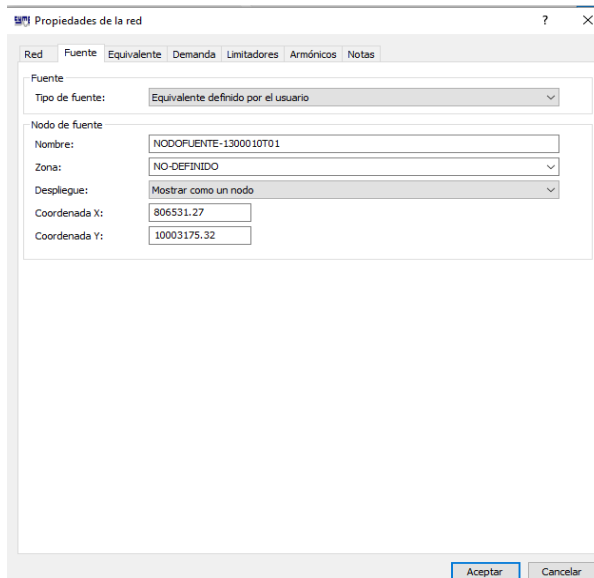 Propiedades de la red ?
Red Fuente Equivalente Demanda Limitadores Armónicos Notas
Fuente
Tipo de fuente: Equivalente definido por el usuario
Nodo de fuente
Nombre: NODOFUENTE-1300010T01
Zona: NO-DEFINIDO
Despliegue: Mostrar como un nodo
Coordenada X: 806531.27
Coordenada Y: 10003175.32
Aceptar Cancelar